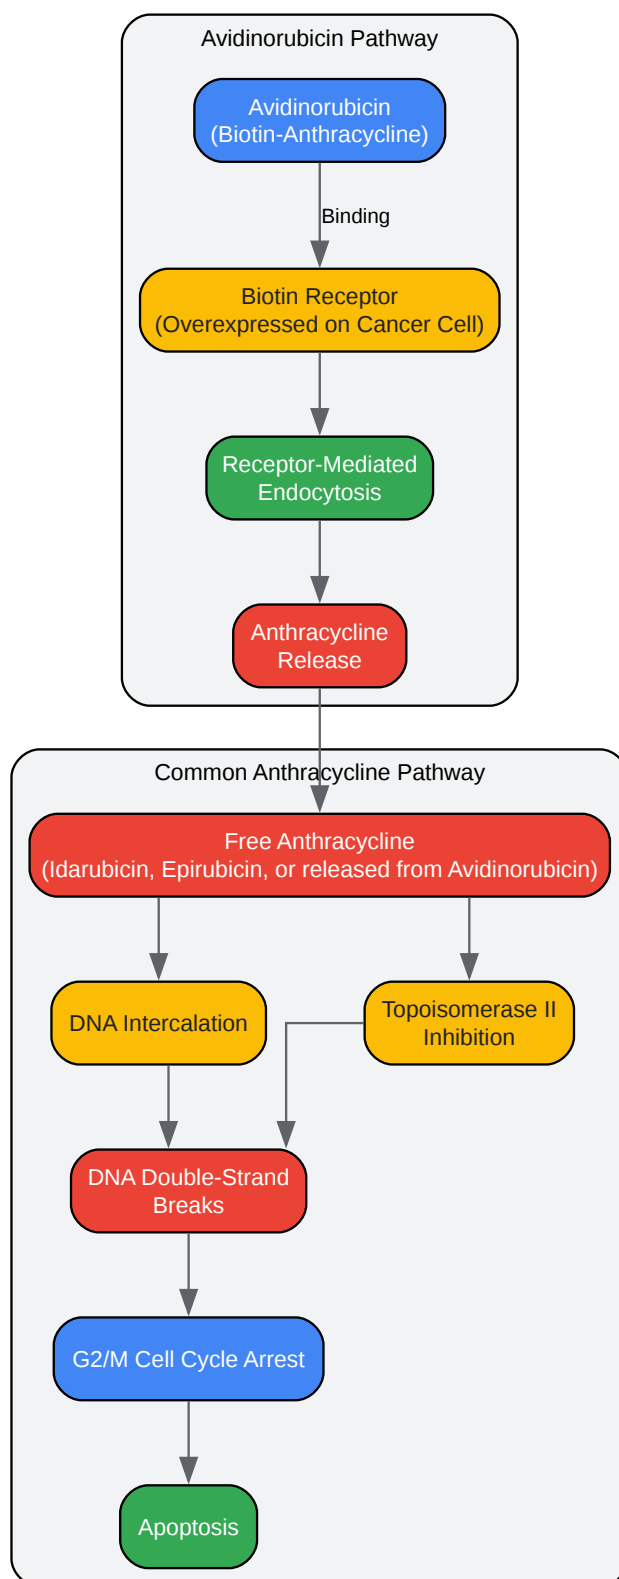 Avidinorubicin Pathway
Avidinorubicin
(Biotin-Anthracycline)
Binding
Biotin Receptor
(Overexpressed on Cancer Cell)
Receptor-Mediated
Endocytosis
Anthracycline
Release
Common Anthracycline Pathway
Free Anthracycline
(Idarubicin, Epirubicin, or released from Avidinorubicin)
DNA Intercalation
Topoisomerase II
Inhibition
DNA Double-Strand
Breaks
G2/M Cell Cycle Arrest
Apoptosis